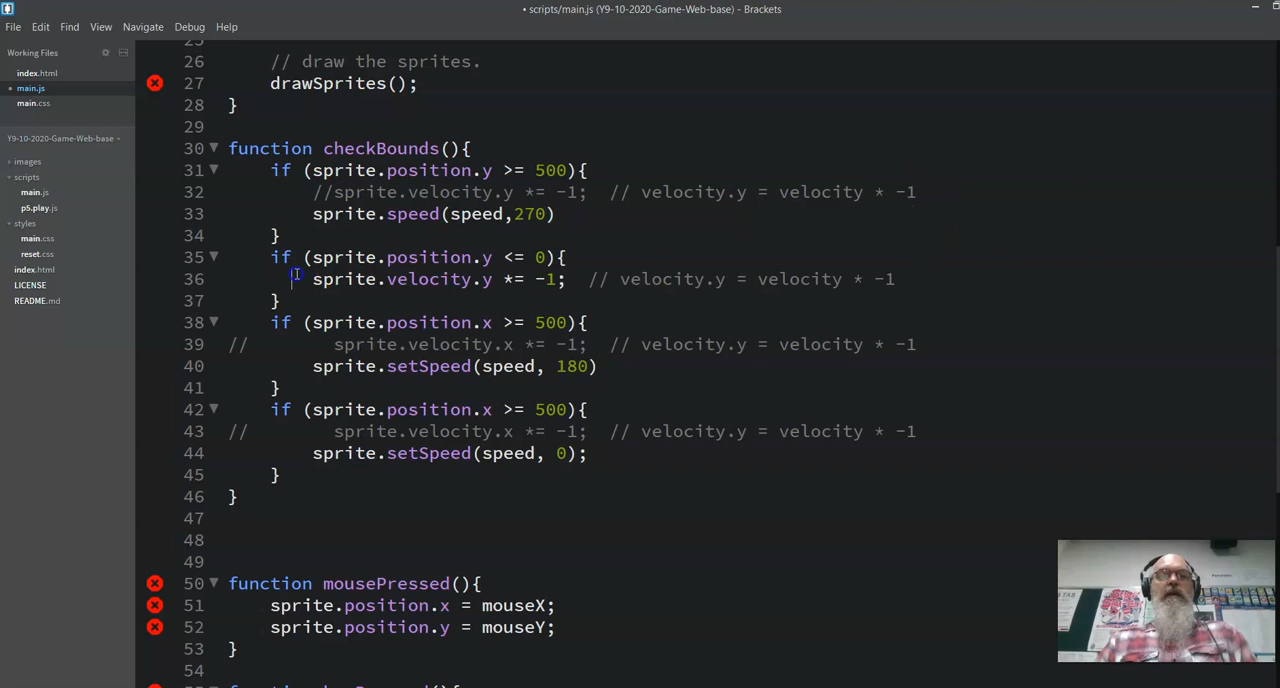 • scripts/main.js (Y9-10-2020-Game-Web-base) - Brackets
File Edit Find View Navigate Debug Help
Working Files
index.html
• main.js
main.css
Y9-10-2020-Game-Web-base
images
scripts
main.js
p5.play.js
styles
main.css
reset.css
index.html
LICENSE
README.md
25
26 // draw the sprites.
27 drawSprites();
28 }
29
30 function checkBounds(){
31 if (sprite.position.y >= 500){
32 //sprite.velocity.y *= -1; // velocity.y = velocity * -1
33 sprite.speed(speed,270)
34 }
35 if (sprite.position.y <= 0){
36 sprite.velocity.y *= -1; // velocity.y = velocity * -1
37 }
38 if (sprite.position.x >= 500){
39 // sprite.velocity.x *= -1; // velocity.y = velocity * -1
40 sprite.setSpeed(speed, 180)
41 }
42 if (sprite.position.x >= 500){
43 // sprite.velocity.x *= -1; // velocity.y = velocity * -1
44 sprite.setSpeed(speed, 0);
45 }
46 }
47
48
49
50 function mousePressed(){
51 sprite.position.x = mouseX;
52 sprite.position.y = mouseY;
53 }
54